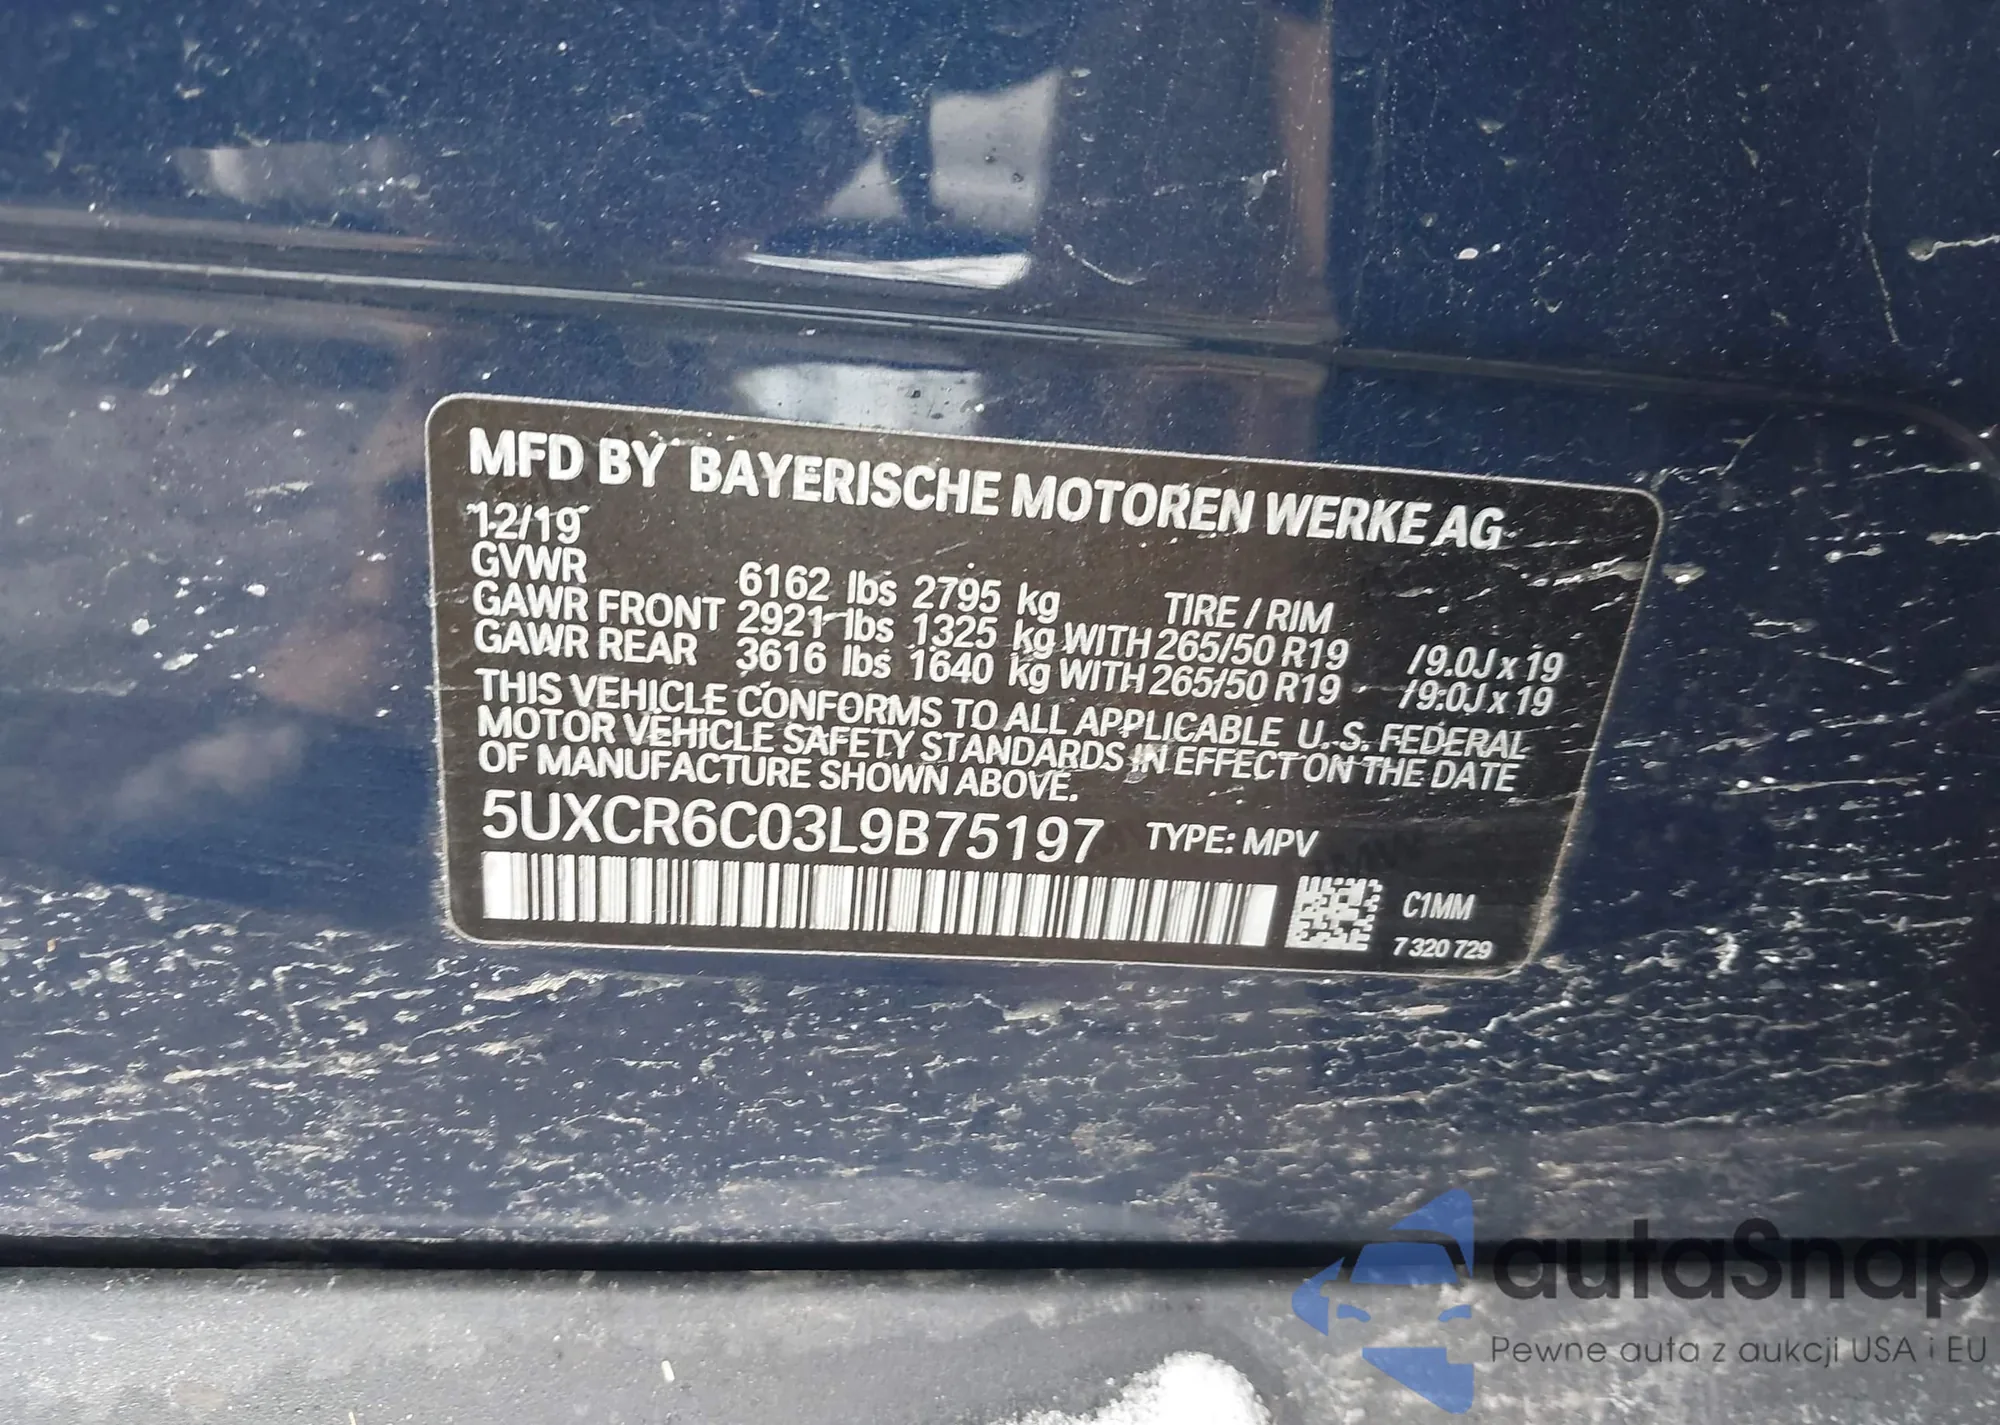 MFD BY BAYERISCHE MOTOREN WERKE AG
12/19
GVWR 6162 lbs 2795 kg TIRE / RIM
GAWR FRONT 2921 lbs 1325 kg WITH 265/50 R19 /9.0J x 19
GAWR REAR 3616 lbs 1640 kg WITH 265/50 R19 /9.0J x 19
THIS VEHICLE CONFORMS TO ALL APPLICABLE U.S. FEDERAL
MOTOR VEHICLE SAFETY STANDARDS IN EFFECT ON THE DATE
OF MANUFACTURE SHOWN ABOVE.
5UXCR6C03L9B75197 TYPE: MPV
C1MM
7 320 729
autaSnap
Pewne auta z aukcji USA i EU